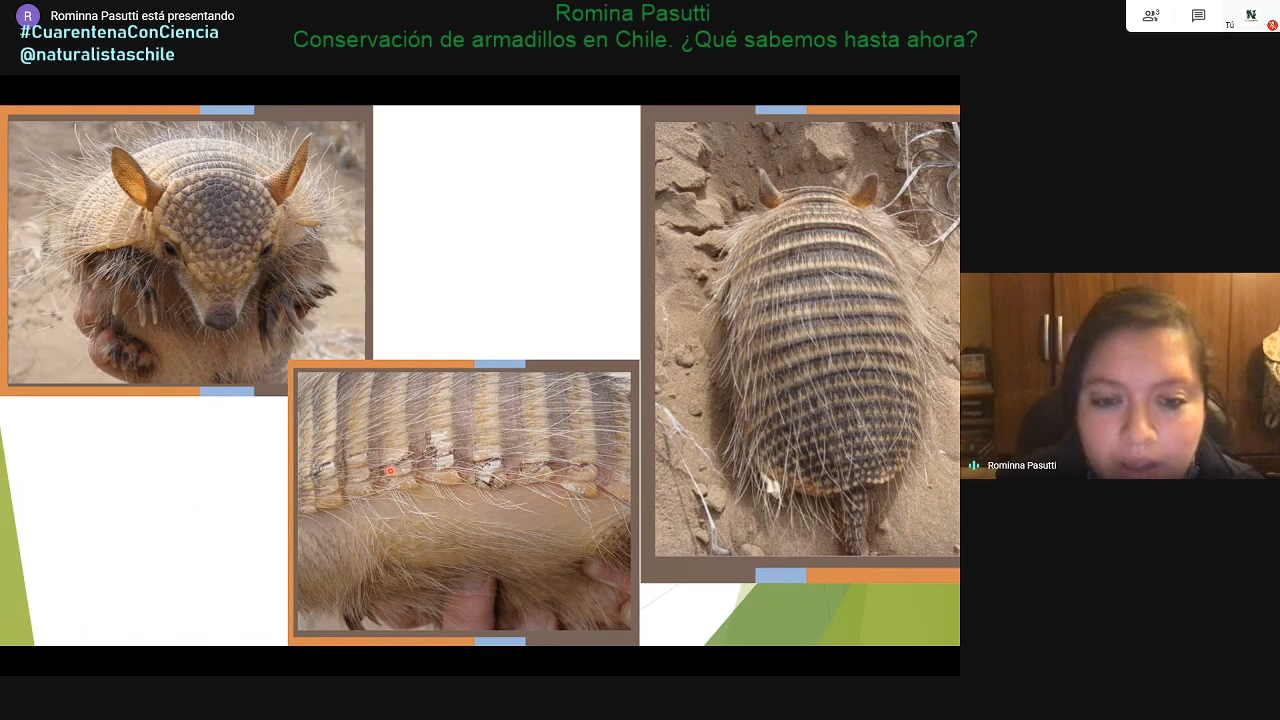 R
Rominna Pasutti está presentando
#CuarentenaConCiencia
@naturalistaschile
Romina Pasutti
Conservación de armadillos en Chile. ¿Qué sabemos hasta ahora?
3
Tú
Rominna Pasutti